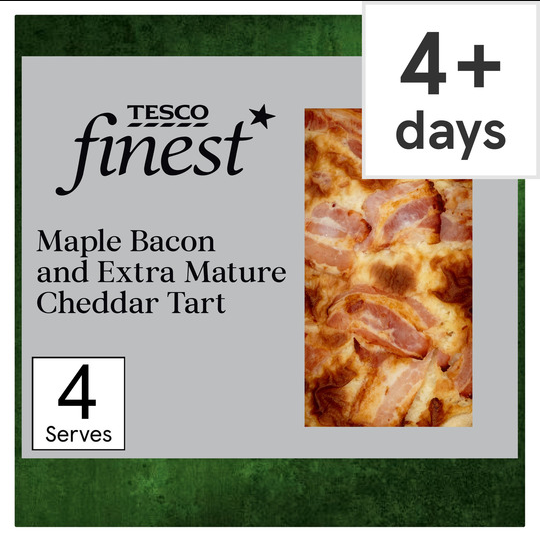 4+
days
TESCO
finest
Maple Bacon
and Extra Mature
Cheddar Tart
4
Serves